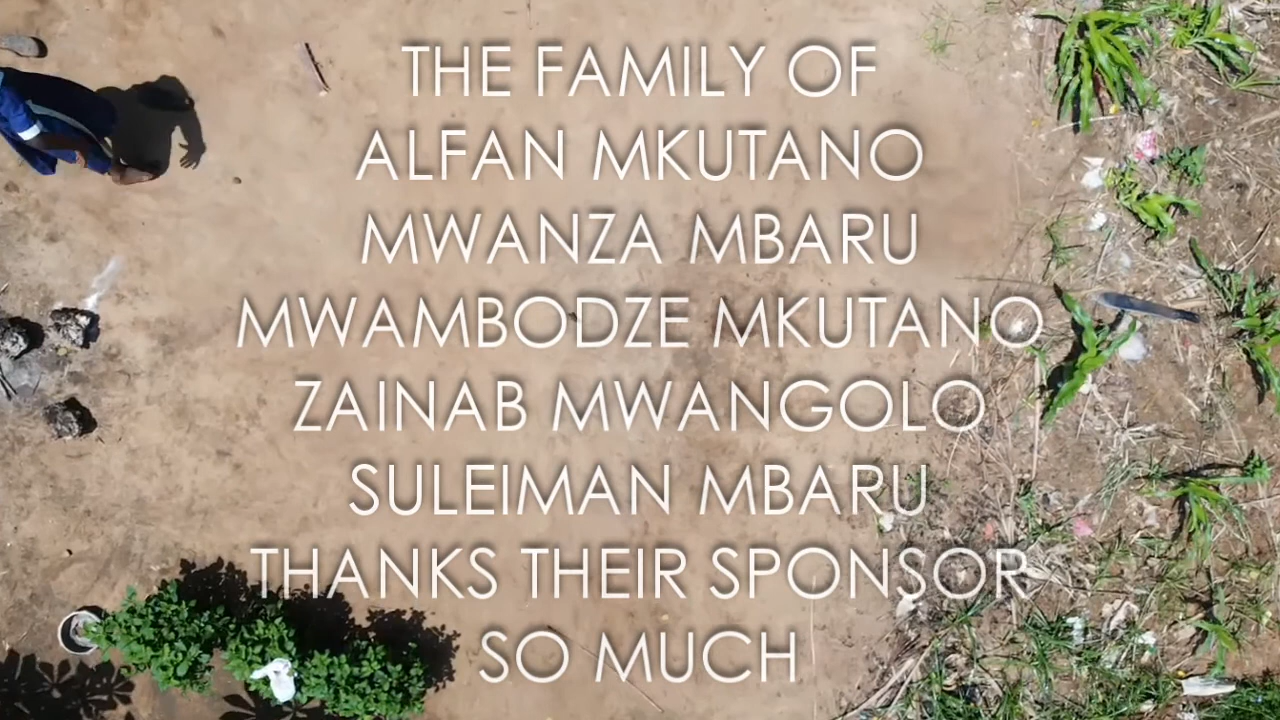 THE FAMILY OF
ALFAN MKUTANO
MWANZA MBARU
MWAMBODZE MKUTANO
ZAINAB MWANGOLO
SULEIMAN MBARU
THANKS THEIR SPONSOR
SO MUCH